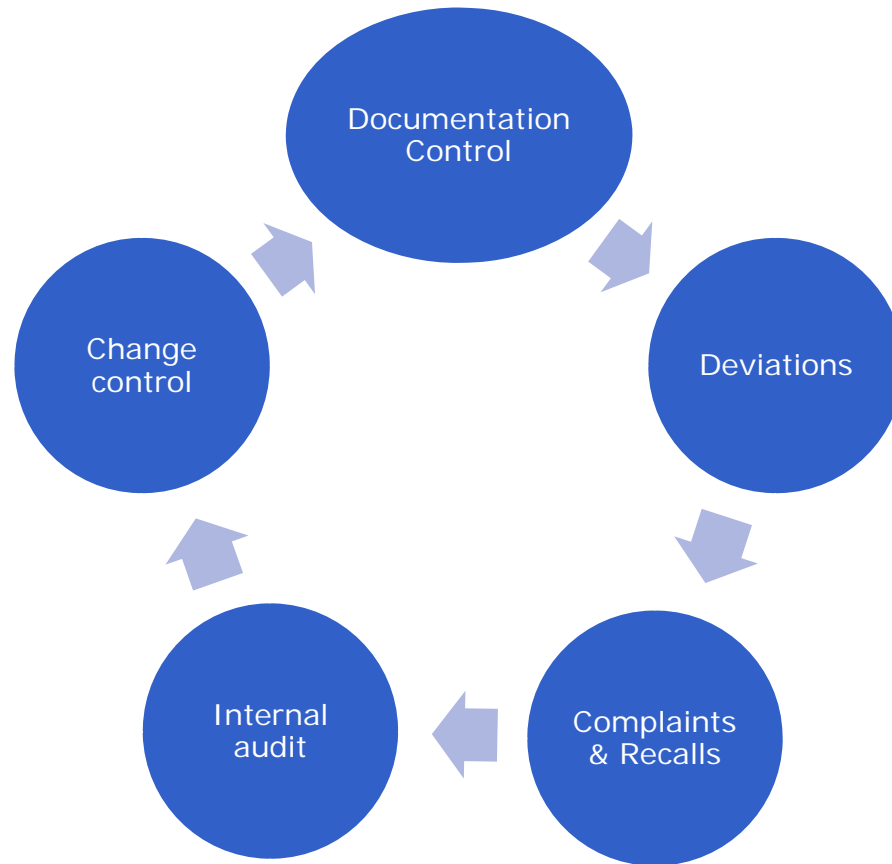 Documentation
Control
Deviations
Complaints
& Recalls
Internal
audit
Change
control